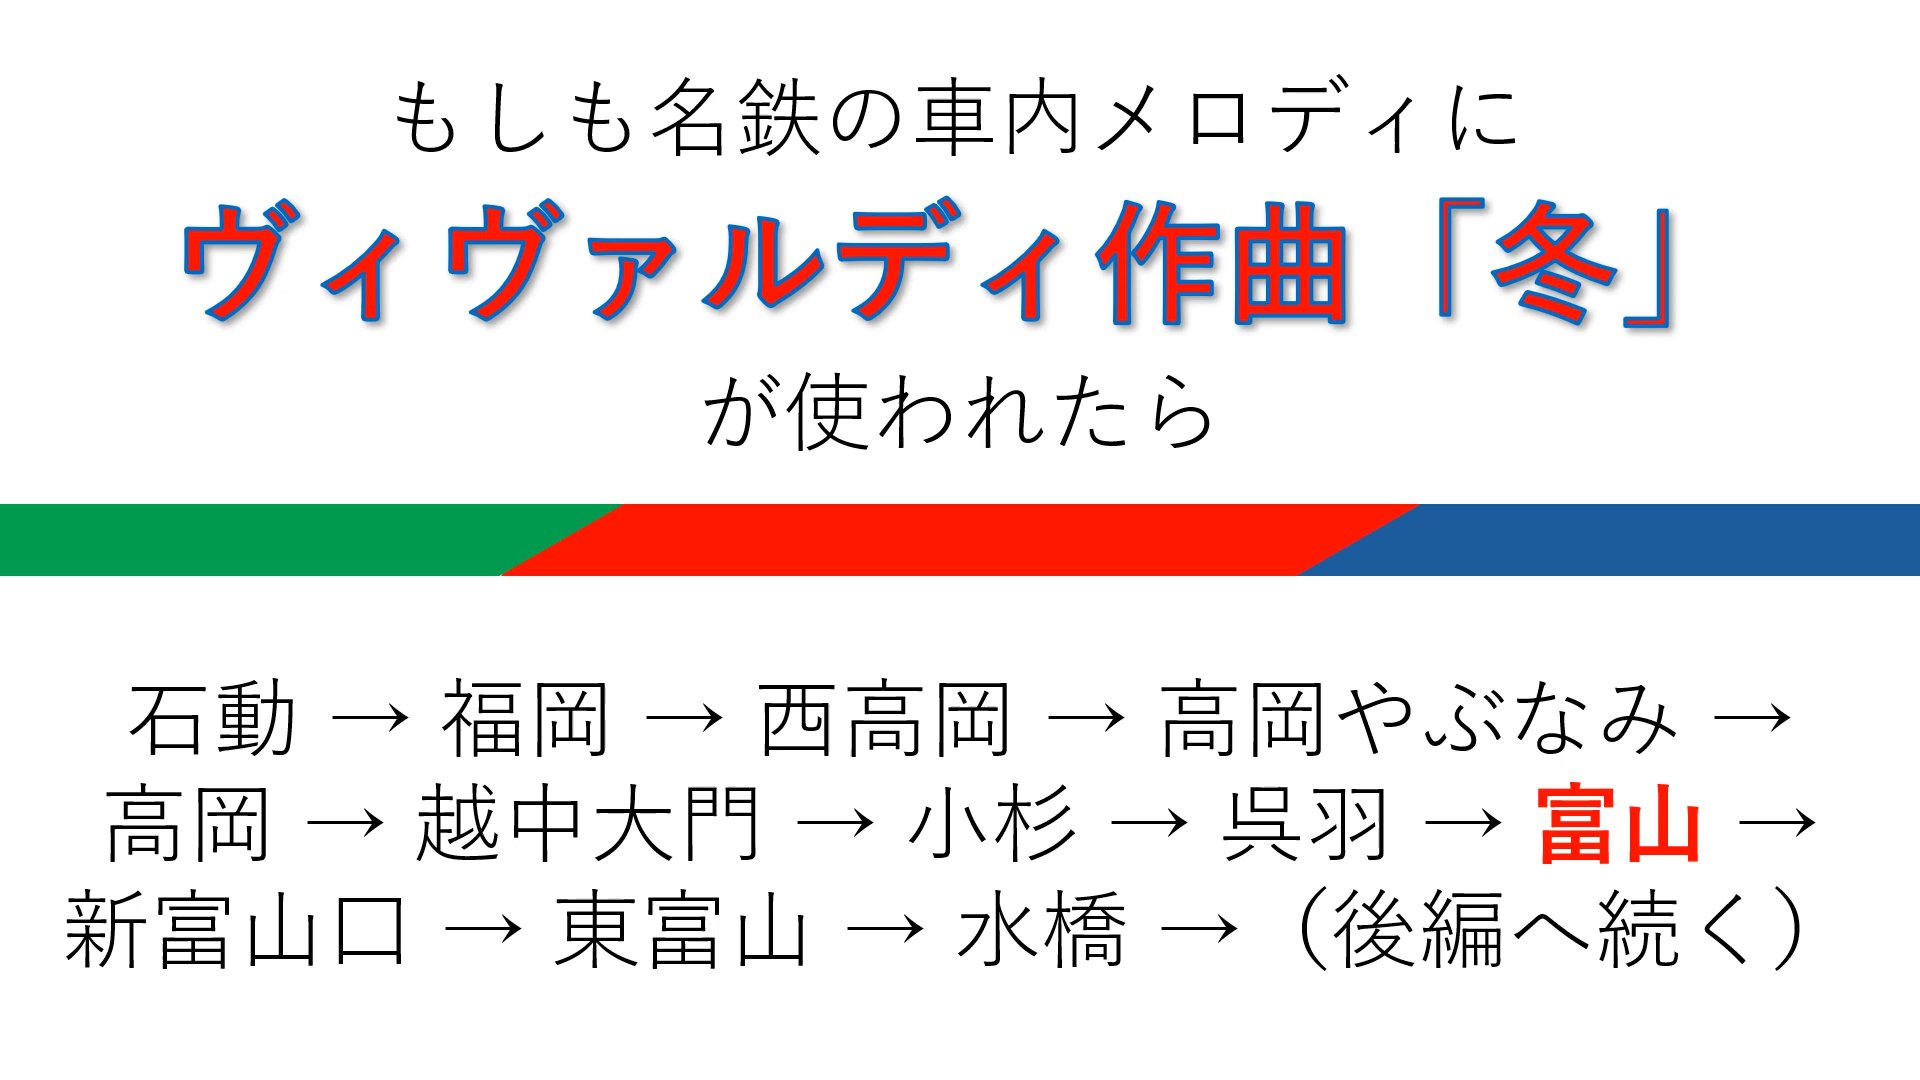 もしも名鉄の車内メロディに
ヴィヴァルディ作曲「冬」
が使われたら
石動 → 福岡 → 西高岡 → 高岡やぶなみ →
高岡 → 越中大門 → 小杉 → 呉羽 → 富山 →
新富山口 → 東富山 → 水橋 →（後編へ続く）